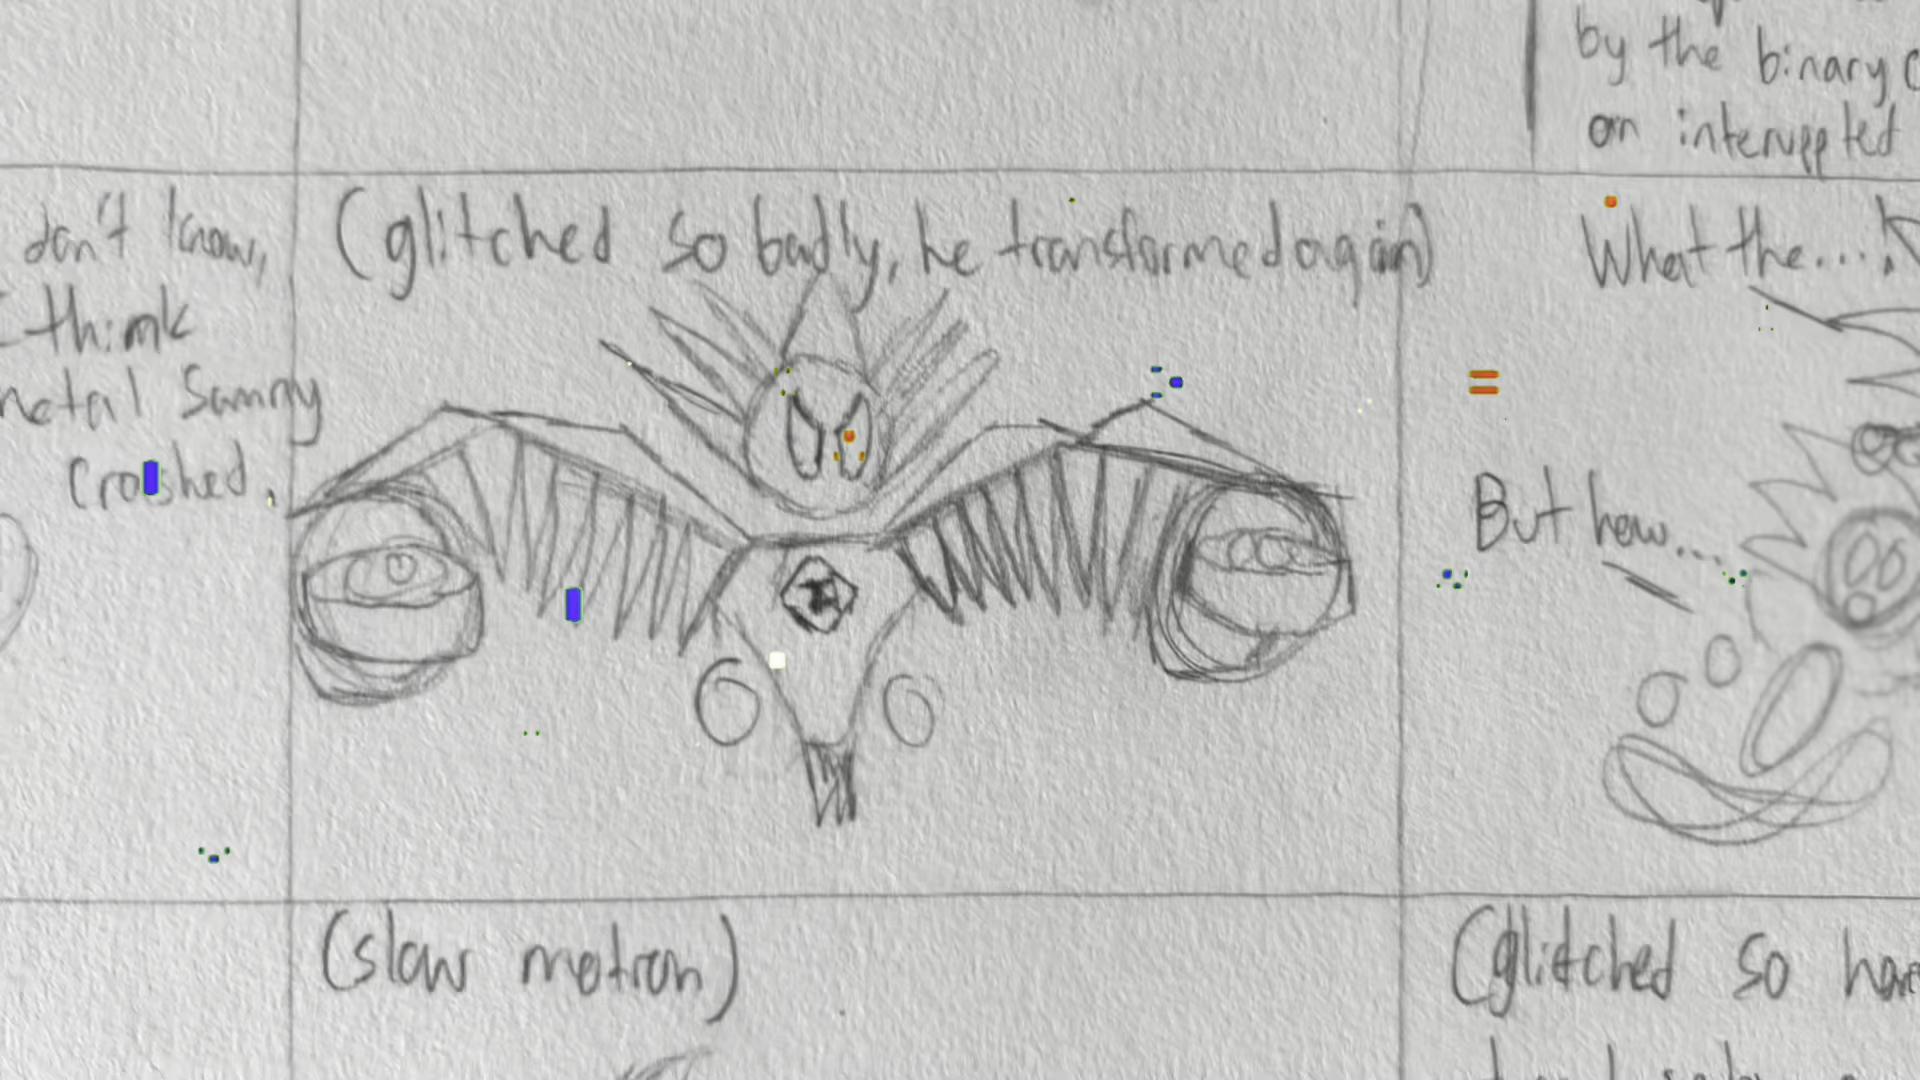 by the binary
on interuppted
don't know,
I think
metal Sammy
Crashed.
(glitched so badly, he transformed again)
What the...!
But how...
(slow motion)
(glitched so